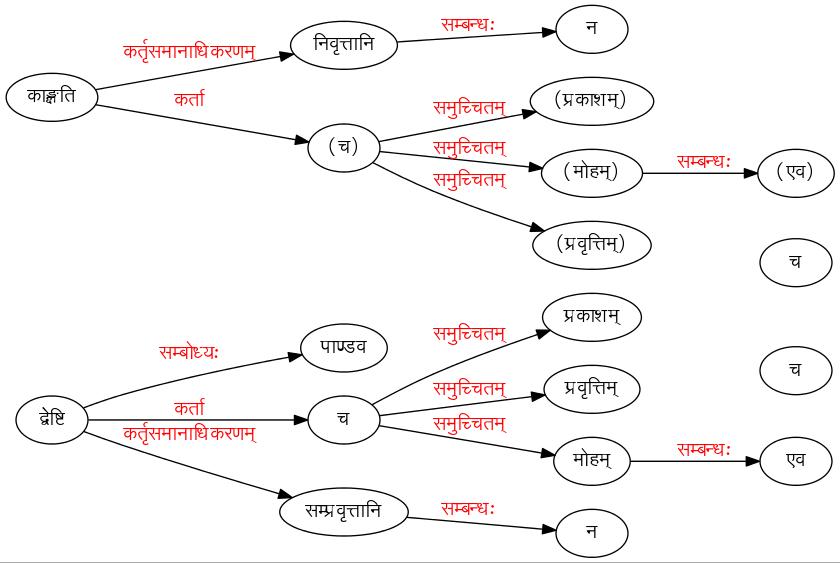 सम्बन्धः
न
कर्तृसमानाधिकरणम्
निवृत्तानि
काङ्क्षति
कर्ता
समुच्चितम्
(प्रकाशम्)
(च)
समुच्चितम्
(मोहम्)
सम्बन्धः
(एव)
समुच्चितम्
(प्रवृत्तिम्)
च
समुच्चितम्
प्रकाशम्
सम्बोध्यः
पाण्डव
च
समुच्चितम्
प्रवृत्तिम्
द्वेष्टि
कर्ता
च
समुच्चितम्
कर्तृसमानाधिकरणम्
मोहम्
सम्बन्धः
एव
सम्प्रवृत्तानि
सम्बन्धः
न